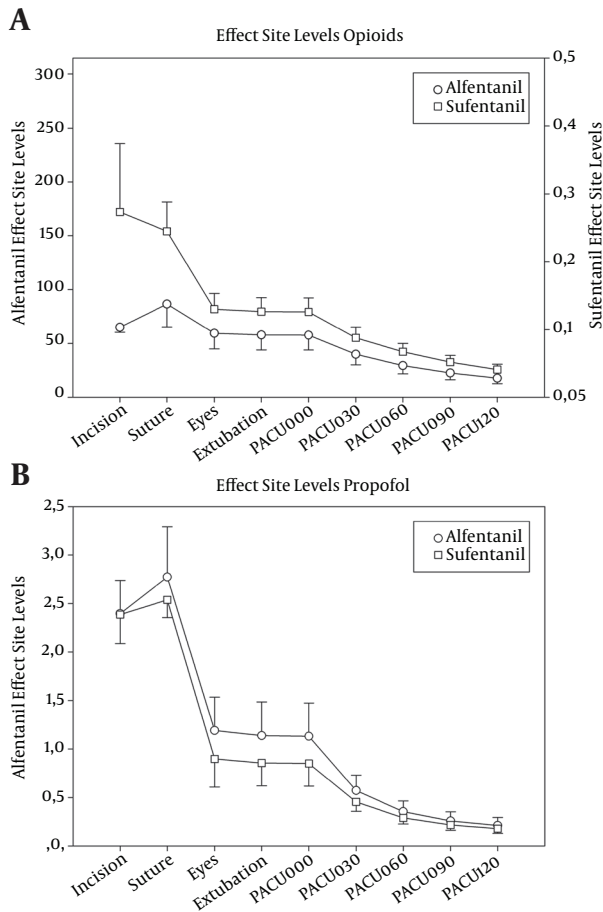 A
Effect Site Levels Opioids
Alfentanil
Sufentanil
Alfentanil Effect Site Levels
300
250
200
150
100
50
0
Sufentanil Effect Site Levels
0,5
0,4
0,3
0,2
0,1
0,05
Incision
Suture
Eyes
Extubation
PACU000
PACU030
PACU060
PACU090
PACU120
B
Effect Site Levels Propofol
Alfentanil
Sufentanil
Alfentanil Effect Site Levels
2,5
3,0
2,5
2,0
1,5
1,0
0,5
,0,
Incision
Suture
Eyes
Extubation
PACU000
PACU030
PACU060
PACU090
PACU120